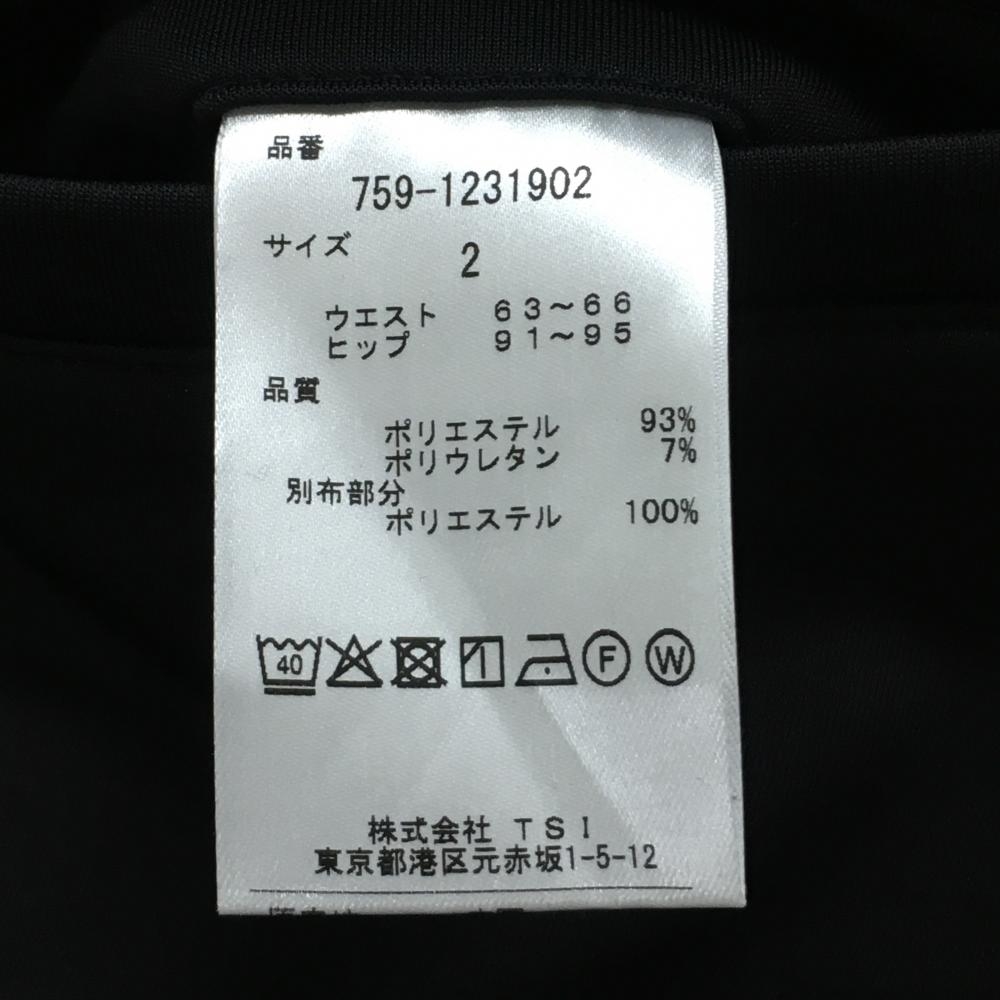 品番
759-1231902
サイズ 2
ウエスト 63～66
ヒップ 91～95
品質
ポリエステル 93%
ポリウレタン 7%
別布部分
ポリエステル 100%
40 F W
株式会社 TSI
東京都港区元赤坂1-5-12